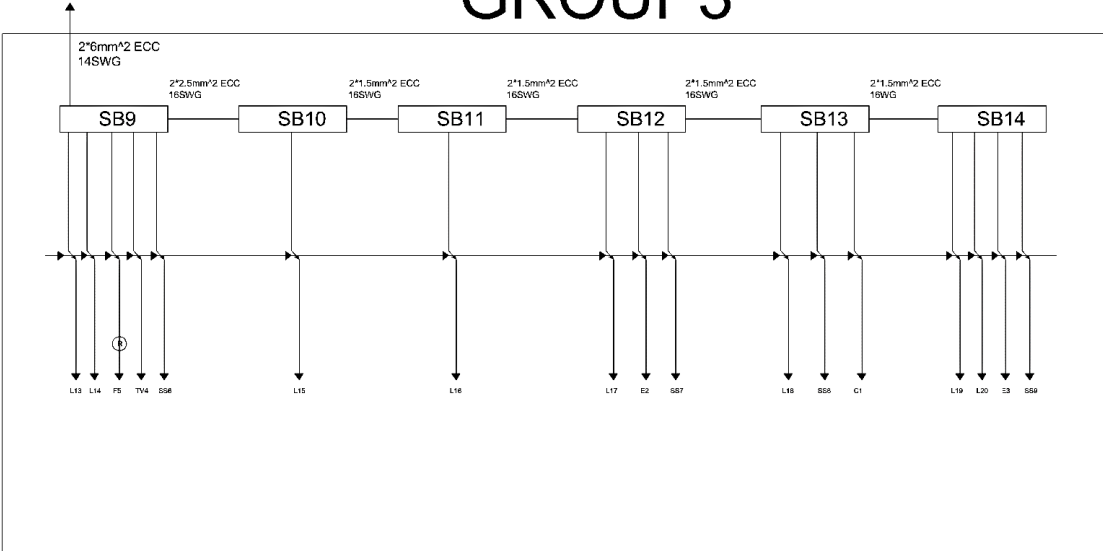 GROUP3
2*6mm^2 ECC
14SWG
2*2.5mm^2 ECC
16SWG
2*1.5mm^2 ECC
16SWG
2*1.5mm^2 ECC
16SWG
2*1.5mm^2 ECC
16SWG
2*1.5mm^2 ECC
16SWG
SB9
SB10
SB11
SB12
SB13
SB14
R
L13 L14 F5 TV4 SS6
L15
L16
L17 E2 SS7
L18 SS8 C1
L19 L20 E3 SS9